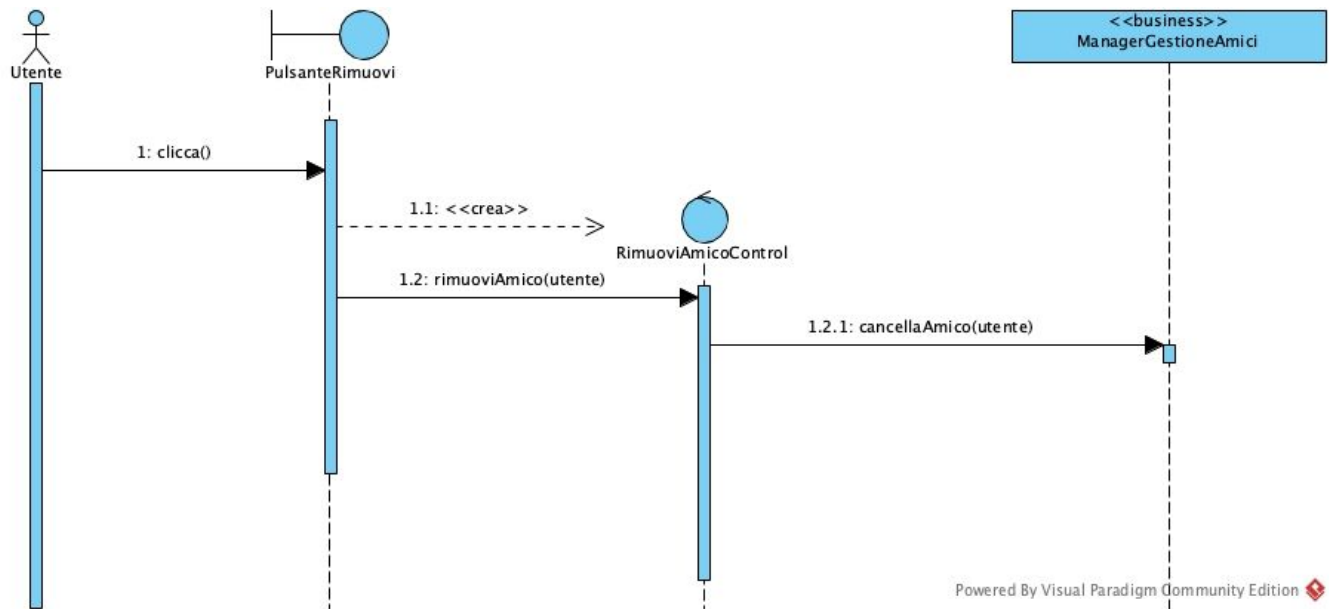 Utente
PulsanteRimuovi
<<business>>
ManagerGestioneAmici
1: clicca()
1.1: <<crea>>
RimuoviAmicoControl
1.2: rimuoviAmico(utente)
1.2.1: cancellaAmico(utente)
Powered By Visual Paradigm Community Edition